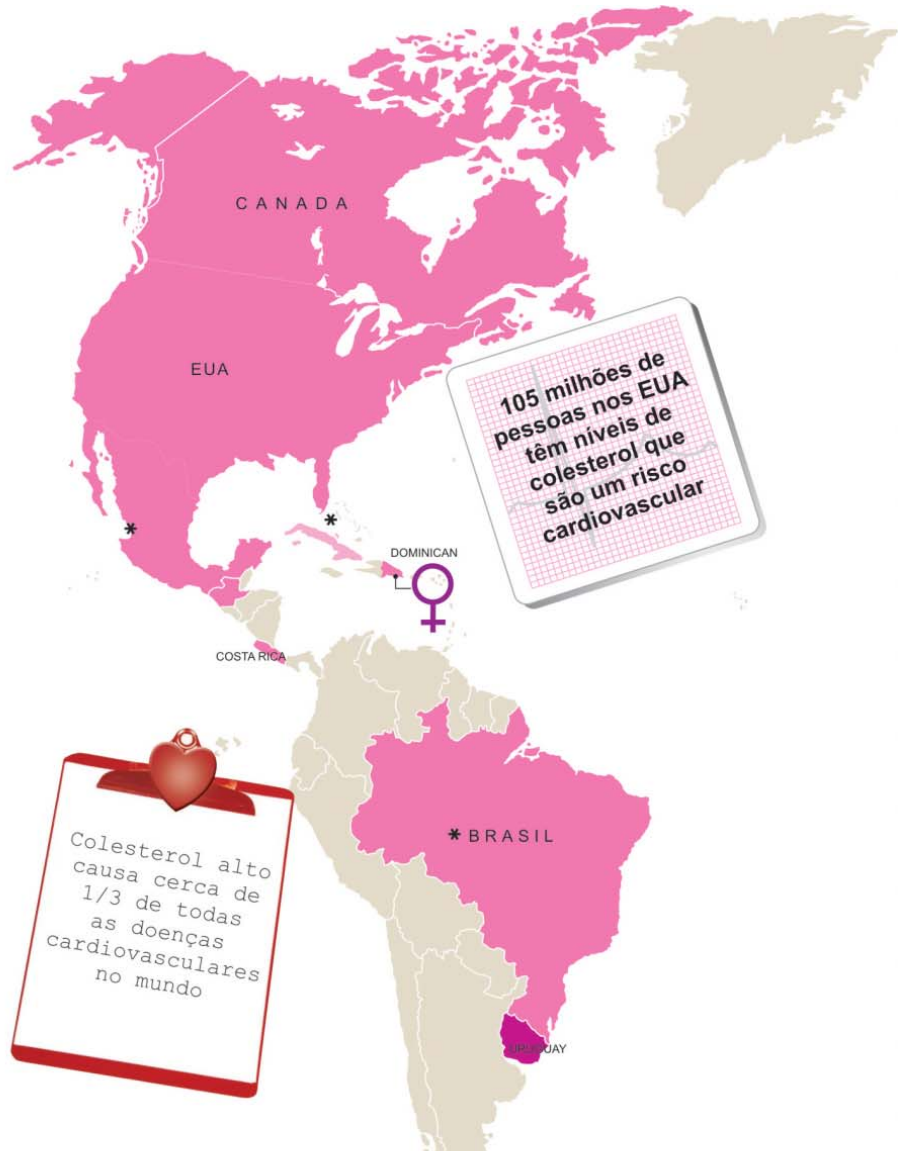 CANADA
EUA
105 milhões de
pessoas nos EUA
têm níveis de
colesterol que
são um risco
cardiovascular
*
*
DOMINICAN
COSTA RICA
* BRASIL
URUGUAY
Colesterol alto
causa cerca de
1/3 de todas
as doenças
cardiovasculares
no mundo